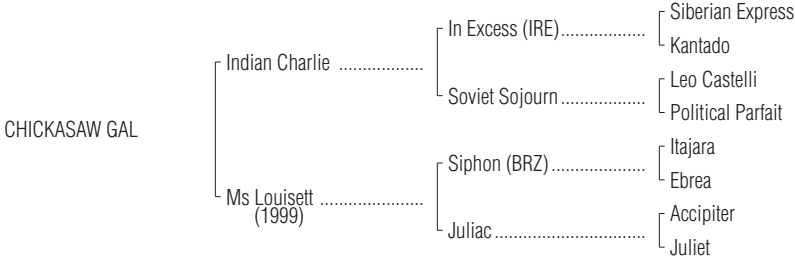 Siberian Express
In Excess (IRE)
Kantado
Indian Charlie
Leo Castelli
Soviet Sojourn
Political Parfait
CHICKASAW GAL
Itajara
Siphon (BRZ)
Ebrea
Ms Louisett
(1999)
Accipiter
Juliac
Juliet